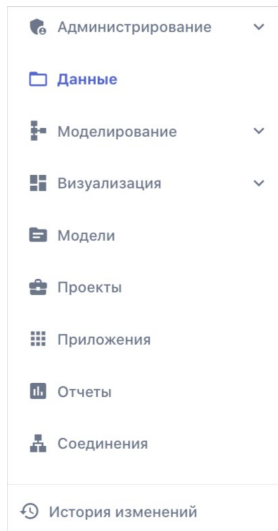 Администрирование
Данные
Моделирование
Визуализация
Модели
Проекты
Приложения
Отчеты
Соединения
История изменений